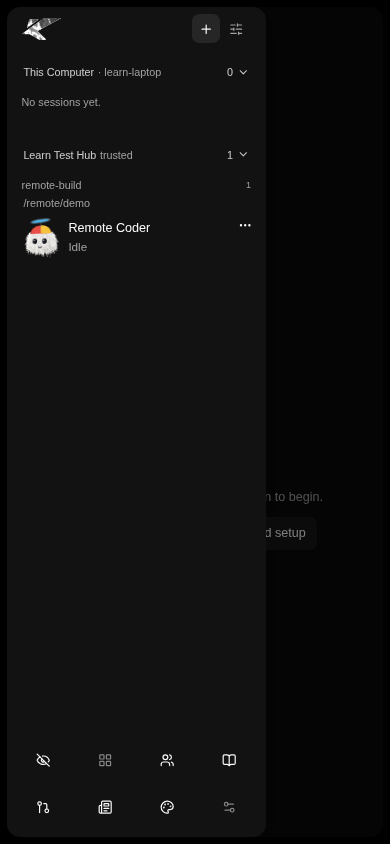 This Computer · learn-laptop 0
No sessions yet.
Learn Test Hub trusted 1
remote-build 1
/remote/demo
Remote Coder
Idle
to begin.
setup